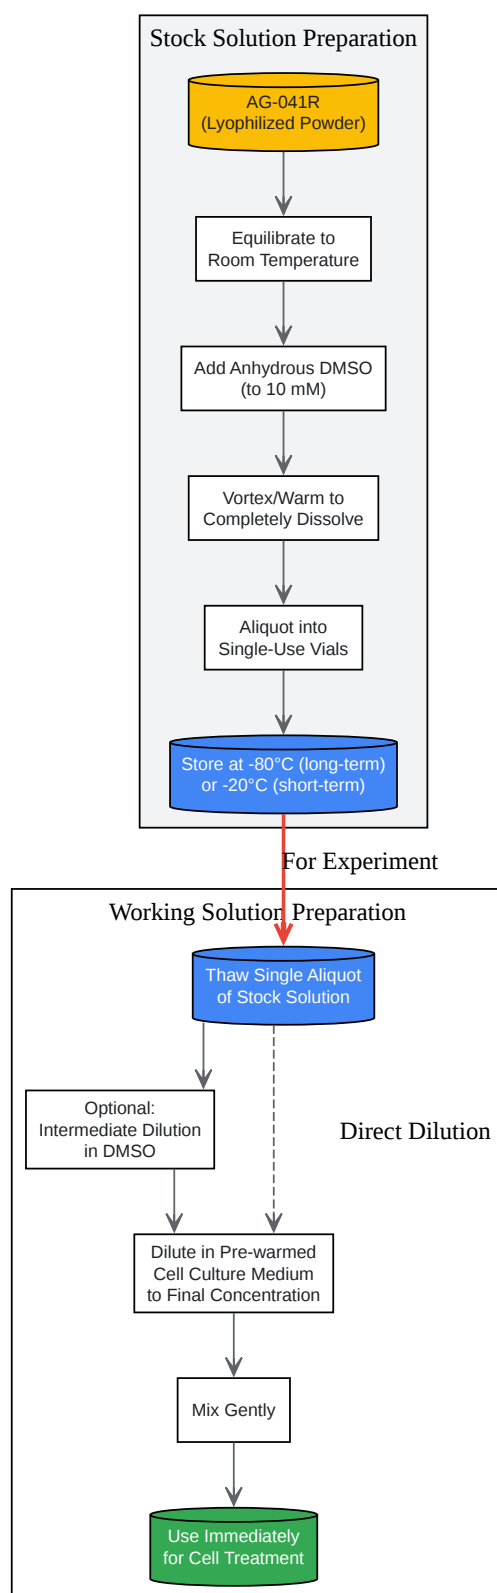 Stock Solution Preparation
AG-041R
(Lyophilized Powder)
Equilibrate to
Room Temperature
Add Anhydrous DMSO
(to 10 mM)
Vortex/Warm to
Completely Dissolve
Aliquot into
Single-Use Vials
Store at -80°C (long-term)
or -20°C (short-term)
For Experiment
Working Solution Preparation
Thaw Single Aliquot
of Stock Solution
Optional:
Intermediate Dilution
in DMSO
Direct Dilution
Dilute in Pre-warmed
Cell Culture Medium
to Final Concentration
Mix Gently
Use Immediately
for Cell Treatment